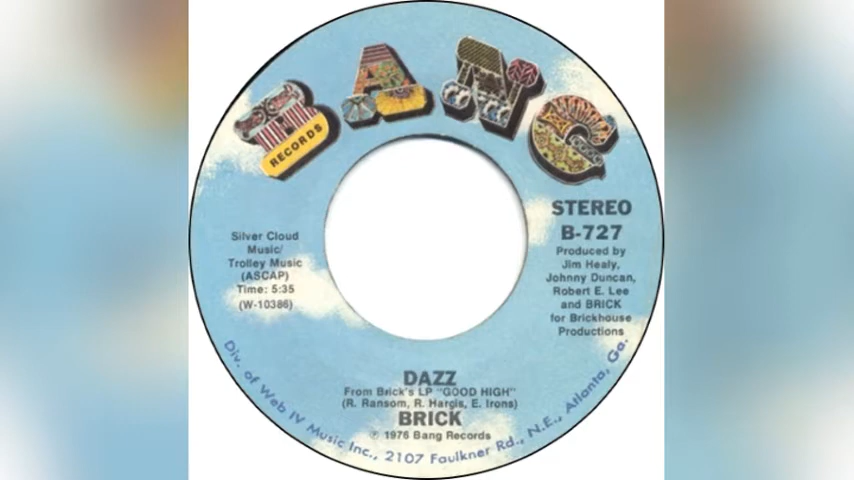 BANG
RECORDS
STEREO
B-727
Produced by
Jim Healy,
Johnny Duncan,
Robert E. Lee
and BRICK
for Brickhouse
Productions
Silver Cloud
Music/
Trolley Music
(ASCAP)
Time: 5:35
(W-10386)
DAZZ
From Brick's LP "GOOD HIGH"
(R. Ransom, R. Hargis, E. Irons)
BRICK
℗ 1976 Bang Records
Div. of Web IV Music Inc., 2107 Faulkner Rd., N.E., Atlanta, Ga.